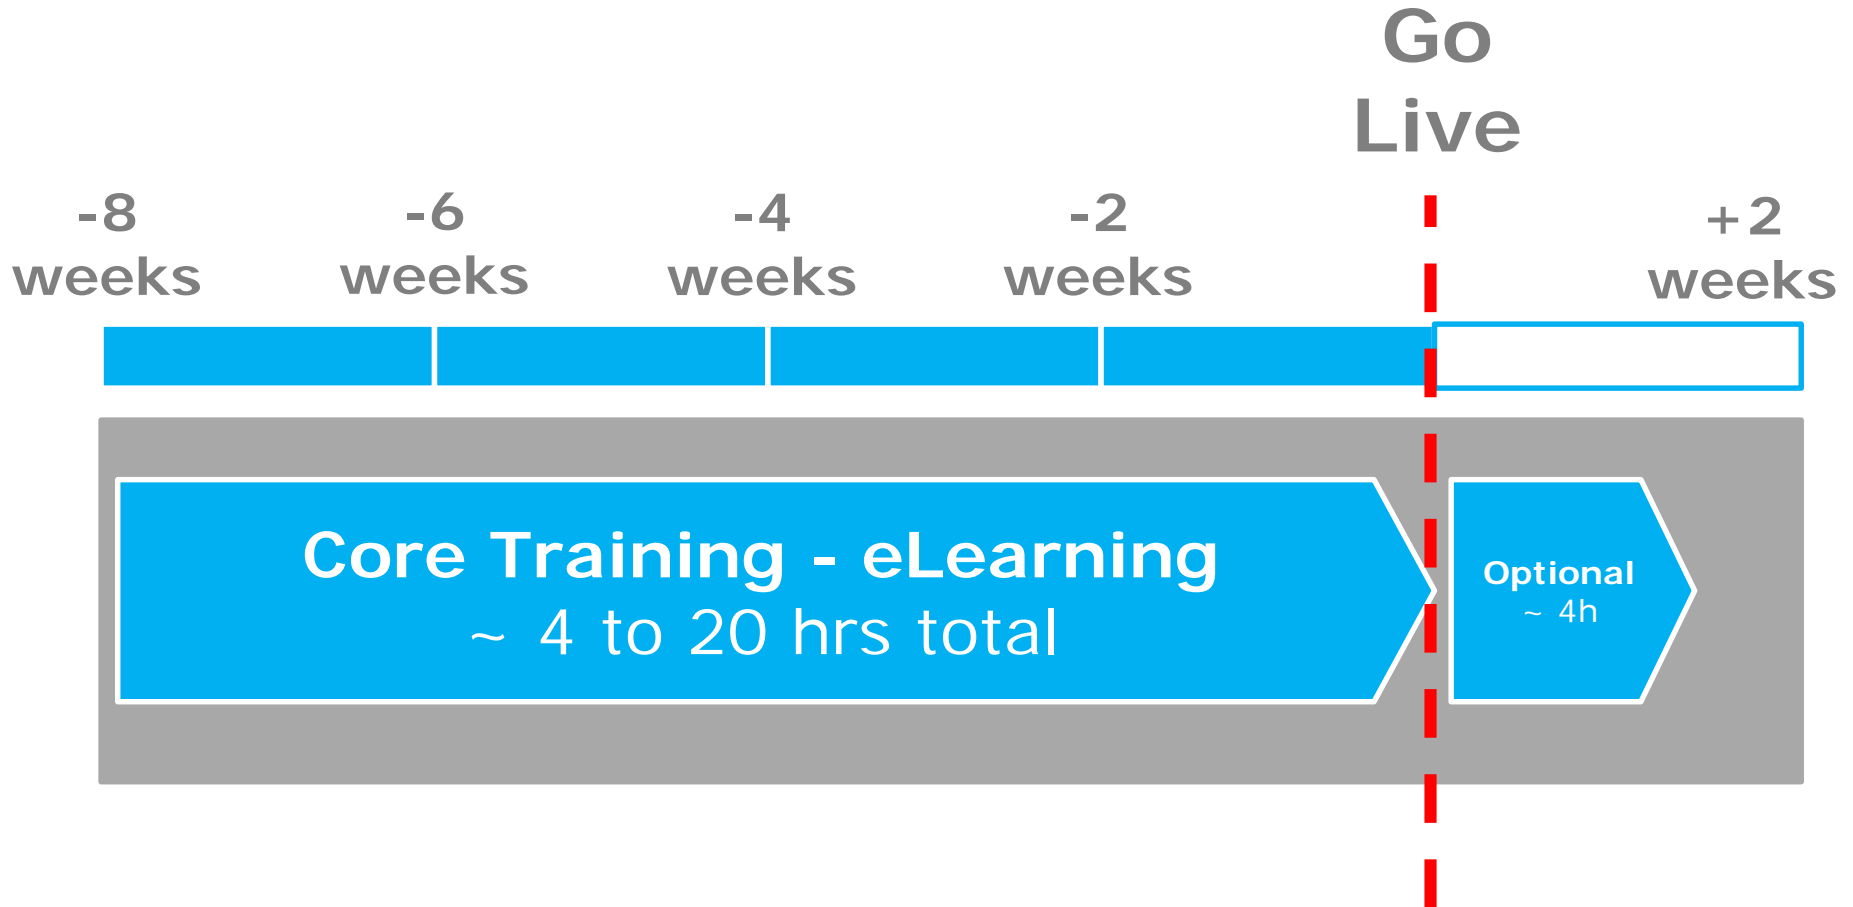 Go
Live
-8
weeks
-6
weeks
-4
weeks
-2
weeks
+2
weeks
Core Training - eLearning
~ 4 to 20 hrs total
Optional
~ 4h